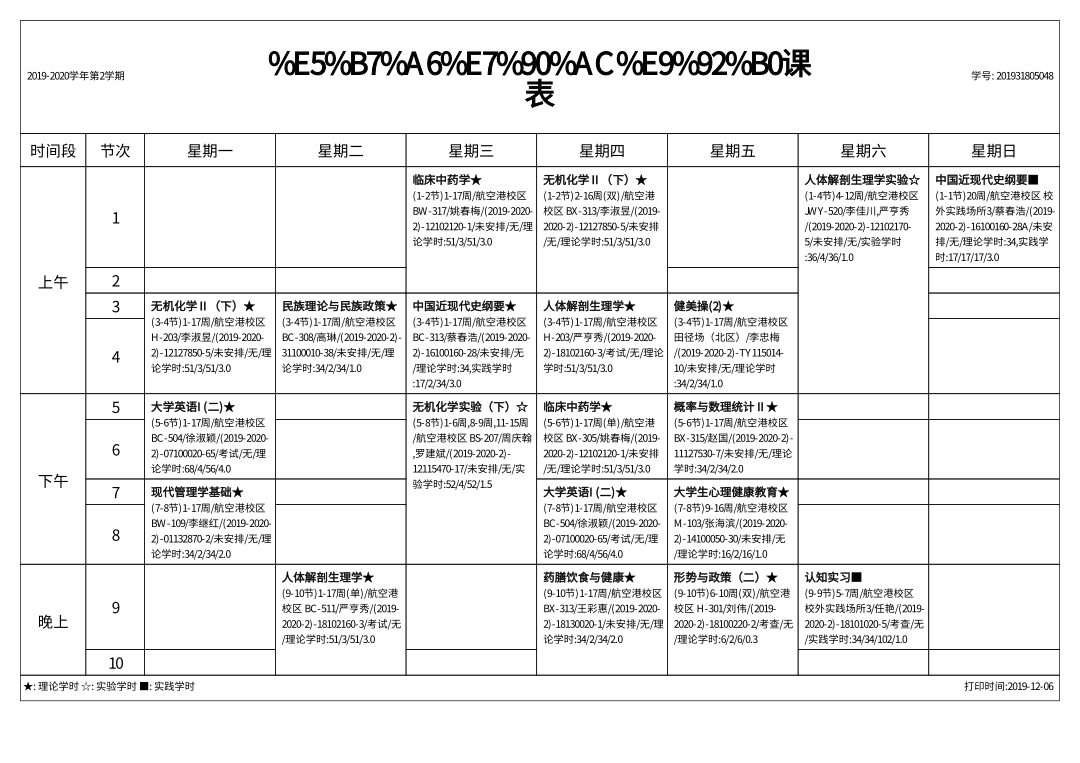 2019-2020学年第2学期
%E5%B7%A6%E7%90%AC%E9%92%B0课
表
学号: 201931805048
时间段
节次
星期一
星期二
星期三
星期四
星期五
星期六
星期日
上午
1
临床中药学★
(1-2节)1-17周/航空港校区
BW-317/姚春梅/(2019-2020-
2)-12102120-1/未安排/无/理
论学时:51/3/51/3.0
无机化学Ⅱ（下）★
(1-2节)2-16周(双)/航空港
校区 BX-313/李淑昱/(2019-
2020-2)-12127850-5/未安排
/无/理论学时:51/3/51/3.0
人体解剖生理学实验☆
(1-4节)4-12周/航空港校区
JWY-520/李佳川,严亨秀
/(2019-2020-2)-12102170-
5/未安排/无/实验学时
:36/4/36/1.0
中国近现代史纲要■
(1-1节)20周/航空港校区 校
外实践场所3/蔡春浩/(2019-
2020-2)-16100160-28A/未安
排/无/理论学时:34,实践学
时:17/17/17/3.0
2
3
无机化学Ⅱ（下）★
(3-4节)1-17周/航空港校区
H-203/李淑昱/(2019-2020-
2)-12127850-5/未安排/无/理
论学时:51/3/51/3.0
民族理论与民族政策★
(3-4节)1-17周/航空港校区
BC-308/高琳/(2019-2020-2)-
31100010-38/未安排/无/理
论学时:34/2/34/1.0
中国近现代史纲要★
(3-4节)1-17周/航空港校区
BC-313/蔡春浩/(2019-2020-
2)-16100160-28/未安排/无
/理论学时:34,实践学时
:17/2/34/3.0
人体解剖生理学★
(3-4节)1-17周/航空港校区
H-203/严亨秀/(2019-2020-
2)-18102160-3/考试/无/理论
学时:51/3/51/3.0
健美操(2)★
(3-4节)1-17周/航空港校区
田径场（北区）/李忠梅
/(2019-2020-2)-TY115014-
10/未安排/无/理论学时
:34/2/34/1.0
4
下午
5
大学英语Ⅰ(二)★
(5-6节)1-17周/航空港校区
BC-504/徐淑颖/(2019-2020-
2)-07100020-65/考试/无/理
论学时:68/4/56/4.0
无机化学实验（下）☆
(5-8节)1-6周,8-9周,11-15周
/航空港校区 BS-207/周庆翰
,罗建斌/(2019-2020-2)-
12115470-17/未安排/无/实
验学时:52/4/52/1.5
临床中药学★
(5-6节)1-17周(单)/航空港
校区 BX-305/姚春梅/(2019-
2020-2)-12102120-1/未安排
/无/理论学时:51/3/51/3.0
概率与数理统计Ⅱ★
(5-6节)1-17周/航空港校区
BX-315/赵国/(2019-2020-2)-
11127530-7/未安排/无/理论
学时:34/2/34/2.0
6
7
现代管理学基础★
(7-8节)1-17周/航空港校区
BW-109/李继红/(2019-2020-
2)-01132870-2/未安排/无/理
论学时:34/2/34/2.0
大学英语Ⅰ(二)★
(7-8节)1-17周/航空港校区
BC-504/徐淑颖/(2019-2020-
2)-07100020-65/考试/无/理
论学时:68/4/56/4.0
大学生心理健康教育★
(7-8节)9-16周/航空港校区
M-103/张海滨/(2019-2020-
2)-14100050-30/未安排/无
/理论学时:16/2/16/1.0
8
晚上
9
人体解剖生理学★
(9-10节)1-17周(单)/航空港
校区 BC-511/严亨秀/(2019-
2020-2)-18102160-3/考试/无
/理论学时:51/3/51/3.0
药膳饮食与健康★
(9-10节)1-17周/航空港校区
BX-313/王彩惠/(2019-2020-
2)-18130020-1/未安排/无/理
论学时:34/2/34/2.0
形势与政策（二）★
(9-10节)6-10周(双)/航空港
校区 H-301/刘伟/(2019-
2020-2)-18100220-2/考查/无
/理论学时:6/2/6/0.3
认知实习■
(9-9节)5-7周/航空港校区
校外实践场所3/任艳/(2019-
2020-2)-18101020-5/考查/无
/实践学时:34/34/102/1.0
10
★: 理论学时 ☆: 实验学时 ■: 实践学时
打印时间:2019-12-06